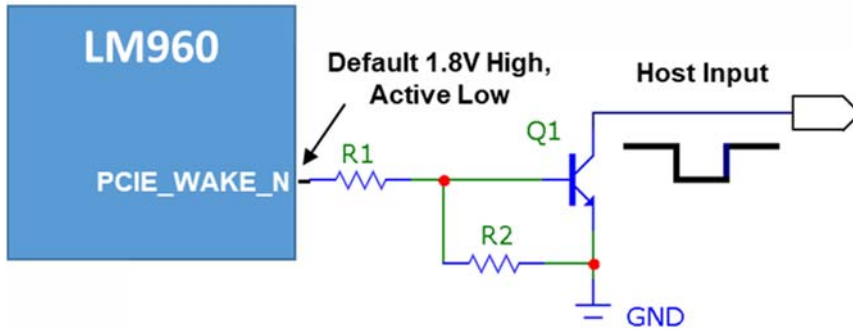 LM960
Default 1.8V High,
Active Low
Host Input
Q1
PCIE_WAKE_N
R1
R2
GND